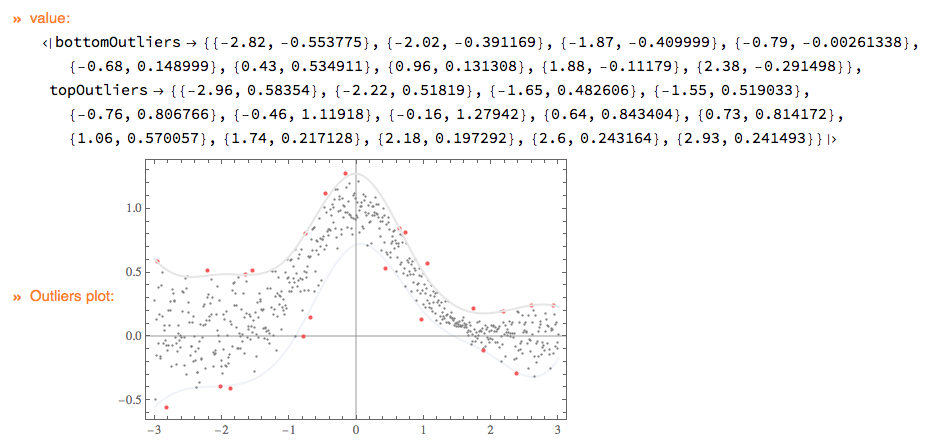 » value:
<|bottomOutliers → {{-2.82, -0.553775}, {-2.02, -0.391169}, {-1.87, -0.409999}, {-0.79, -0.00261338},
{-0.68, 0.148999}, {0.43, 0.534911}, {0.96, 0.131308}, {1.88, -0.11179}, {2.38, -0.291498}},
topOutliers → {{-2.96, 0.58354}, {-2.22, 0.51819}, {-1.65, 0.482606}, {-1.55, 0.519033},
{-0.76, 0.806766}, {-0.46, 1.11918}, {-0.16, 1.27942}, {0.64, 0.843404}, {0.73, 0.814172},
{1.06, 0.570057}, {1.74, 0.217128}, {2.18, 0.197292}, {2.6, 0.243164}, {2.93, 0.241493}}|>
1.0
0.5
» Outliers plot:
0.0
-0.5
-3 -2 -1 0 1 2 3